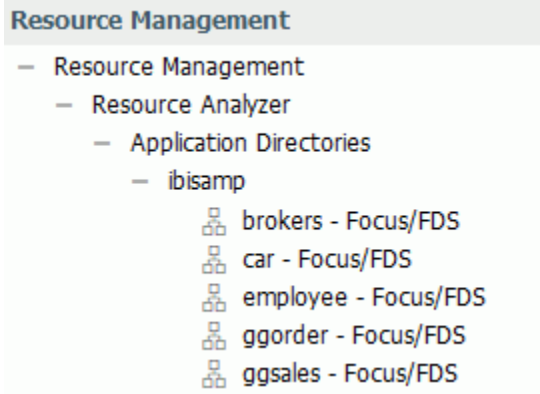 Resource Management
Resource Management
Resource Analyzer
Application Directories
ibisamp
brokers - Focus/FDS
car - Focus/FDS
employee - Focus/FDS
ggorder - Focus/FDS
ggsales - Focus/FDS